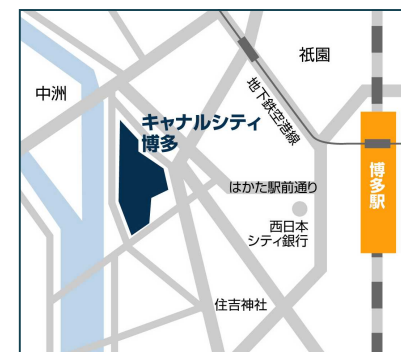 祇園
中洲
地下鉄空港線
キャナルシティ
博多
博多駅
はかた駅前通り
西日本
シティ銀行
住吉神社